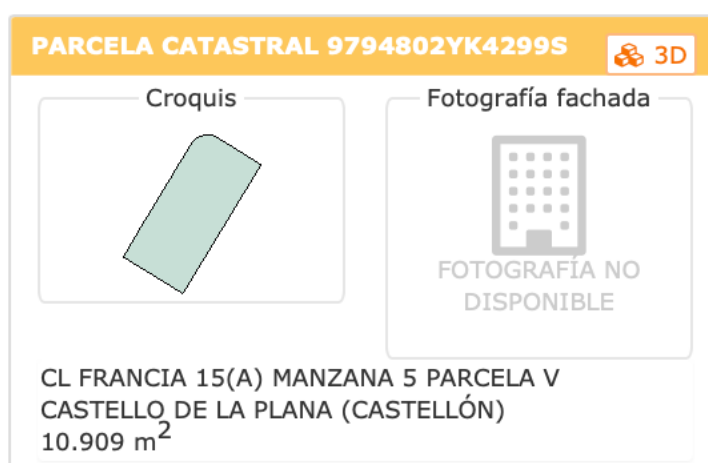 PARCELA CATASTRAL 9794802YK4299S 3D
Croquis
Fotografía fachada
FOTOGRAFÍA NO
DISPONIBLE
CL FRANCIA 15(A) MANZANA 5 PARCELA V
CASTELLO DE LA PLANA (CASTELLÓN)
10.909 m²